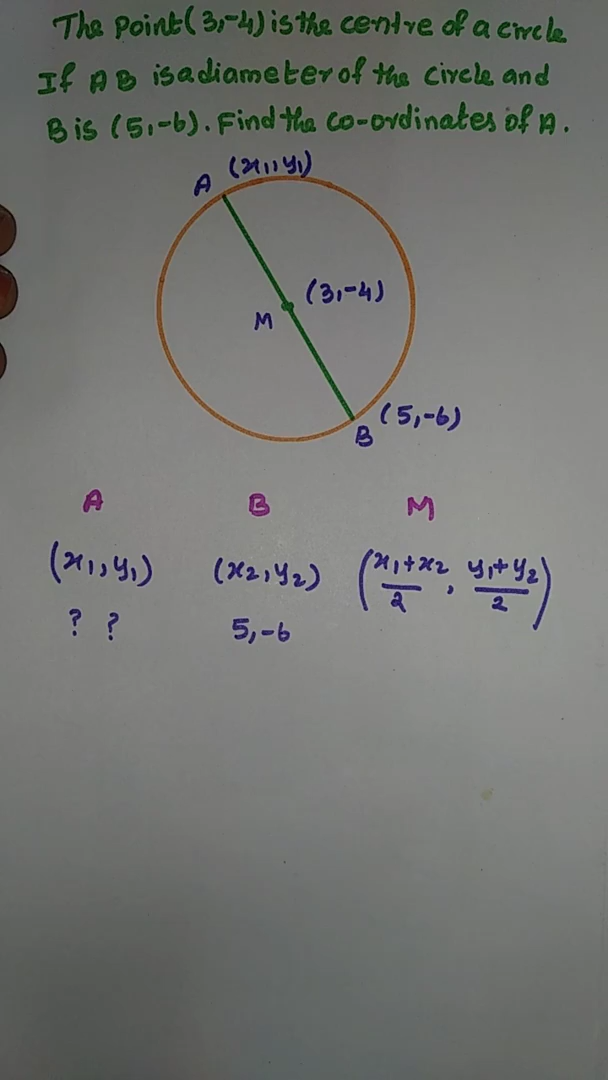 The Point (3,-4) is the centre of a circle
If AB is a diameter of the circle and
B is (5,-6). Find the co-ordinates of A.
A (x₁,y₁)
(3,-4)
M
(5,-6)
B
A B M
(x₁,y₁) (x₂,y₂) (x₁+x₂/2, y₁+y₂/2)
? ? 5,-6